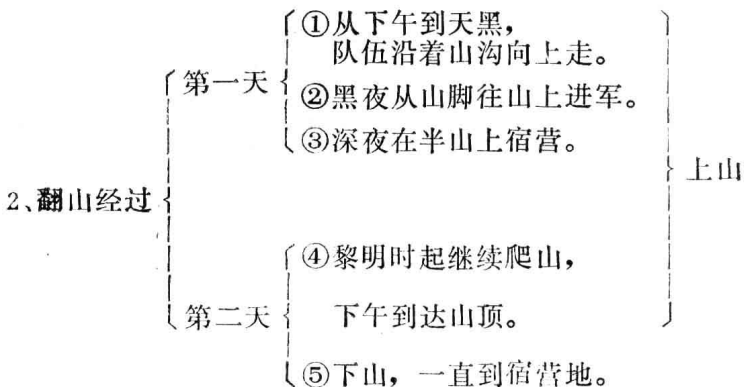 ①从下午到天黑，
队伍沿着山沟向上走。
第一天
②黑夜从山脚往山上进军。
③深夜在半山上宿营。
上山
2、翻山经过
④黎明时起继续爬山，
第二天
下午到达山顶。
⑤下山，一直到宿营地。